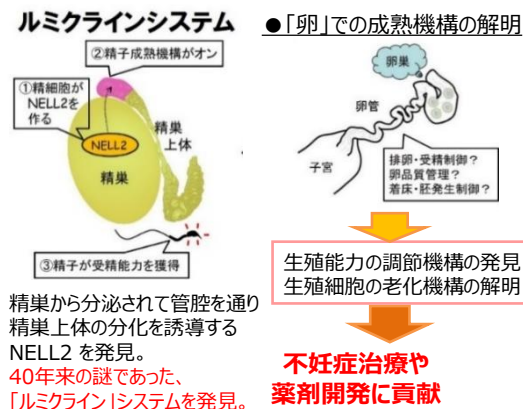 ルミクラインシステム
②精子成熟機構がオン
①精細胞が
NELL2を
作る
NELL2
精巣
上体
精巣
③精子が受精能力を獲得
精巣から分泌されて管腔を通り
精巣上体の分化を誘導する
NELL2 を発見。
40年来の謎であった、
「ルミクライン」システムを発見。
●「卵」での成熟機構の解明
卵巣
卵管
子宮
排卵・受精制御？
卵品質管理？
着床・胚発生制御？
生殖能力の調節機構の発見
生殖細胞の老化機構の解明
不妊症治療や
薬剤開発に貢献